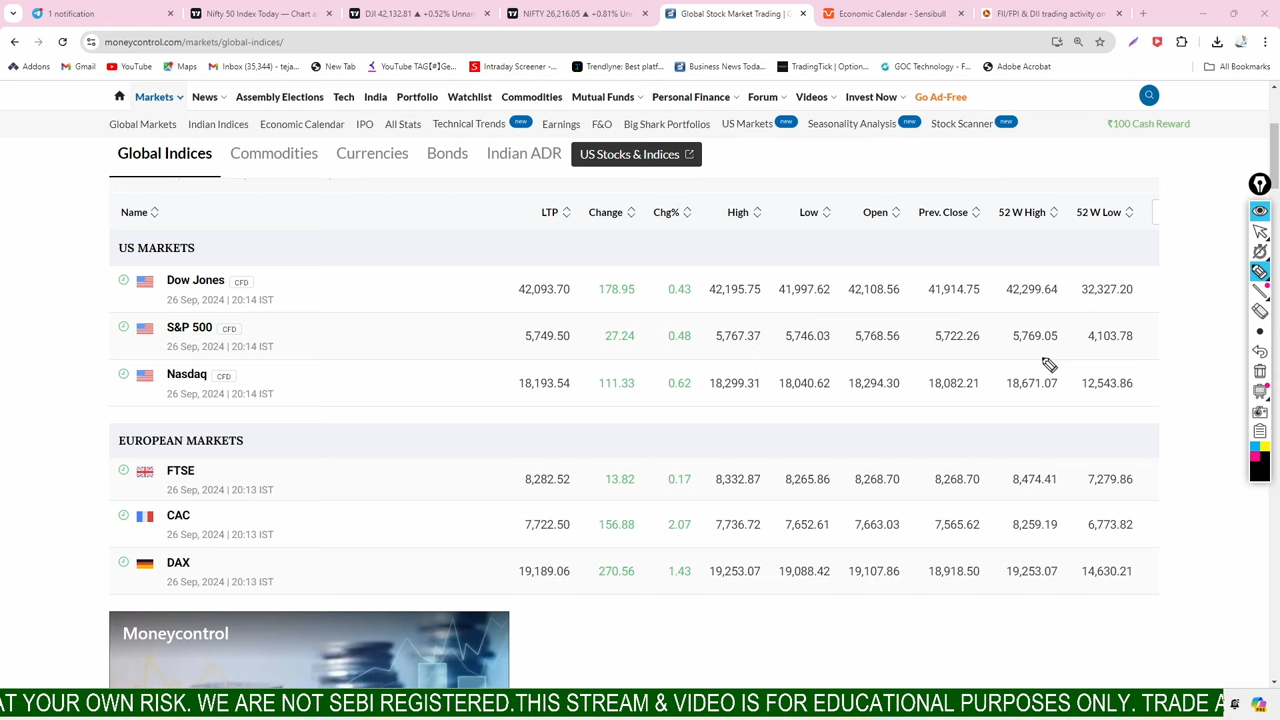 1 notification
Nifty 50 Index Today — Chart a
DJI 42,132.81 ▲ +0.52% Unnam
NIFTY 26,216.05 ▲ +0.81% Un
Global Stock Market Trading | G
Economic Calendar - Sensibull
FII/FPI & DII trading activity on
moneycontrol.com/markets/global-indices/
Addons
Gmail
YouTube
Maps
Inbox (35,344) - teja...
New Tab
YouTube TAG【#】Ge...
Intraday Screener -...
Trendlyne: Best platf...
Business News Toda...
TradingTick | Option...
GOC Technology - F...
Adobe Acrobat
All Bookmarks
Markets News Assembly Elections Tech India Portfolio Watchlist Commodities Mutual Funds Personal Finance Forum Videos Invest Now Go Ad-Free
Global Markets Indian Indices Economic Calendar IPO All Stats Technical Trends new Earnings F&O Big Shark Portfolios US Markets new Seasonality Analysis new Stock Scanner new ₹100 Cash Reward
Global Indices Commodities Currencies Bonds Indian ADR US Stocks & Indices
Name LTP Change Chg% High Low Open Prev. Close 52 W High 52 W Low
US MARKETS
Dow Jones CFD
26 Sep, 2024 | 20:14 IST
42,093.70 178.95 0.43 42,195.75 41,997.62 42,108.56 41,914.75 42,299.64 32,327.20
S&P 500 CFD
26 Sep, 2024 | 20:14 IST
5,749.50 27.24 0.48 5,767.37 5,746.03 5,768.56 5,722.26 5,769.05 4,103.78
Nasdaq CFD
26 Sep, 2024 | 20:14 IST
18,193.54 111.33 0.62 18,299.31 18,040.62 18,294.30 18,082.21 18,671.07 12,543.86
EUROPEAN MARKETS
FTSE
26 Sep, 2024 | 20:13 IST
8,282.52 13.82 0.17 8,332.87 8,265.86 8,268.70 8,268.70 8,474.41 7,279.86
CAC
26 Sep, 2024 | 20:13 IST
7,722.50 156.88 2.07 7,736.72 7,652.61 7,663.03 7,565.62 8,259.19 6,773.82
DAX
26 Sep, 2024 | 20:13 IST
19,189.06 270.56 1.43 19,253.07 19,088.42 19,107.86 18,918.50 19,253.07 14,630.21
Moneycontrol
AT YOUR OWN RISK. WE ARE NOT SEBI REGISTERED.THIS STREAM & VIDEO IS FOR EDUCATIONAL PURPOSES ONLY. TRADE A